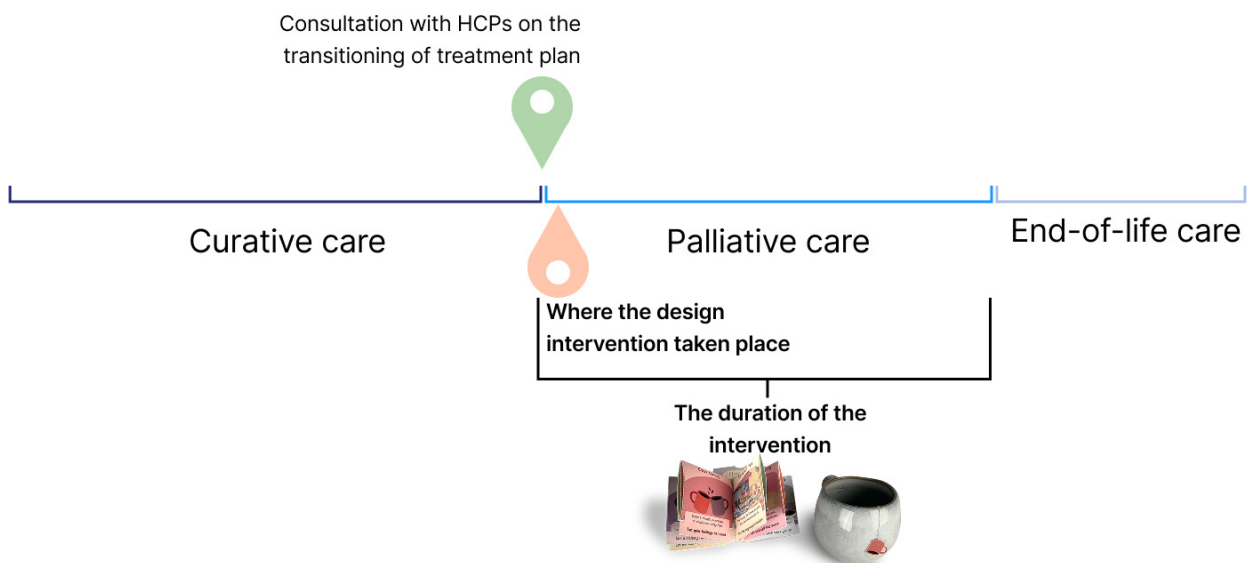 Consultation with HCPs on the
transitioning of treatment plan
Curative care
Palliative care
End-of-life care
Where the design
intervention taken place
The duration of the
intervention